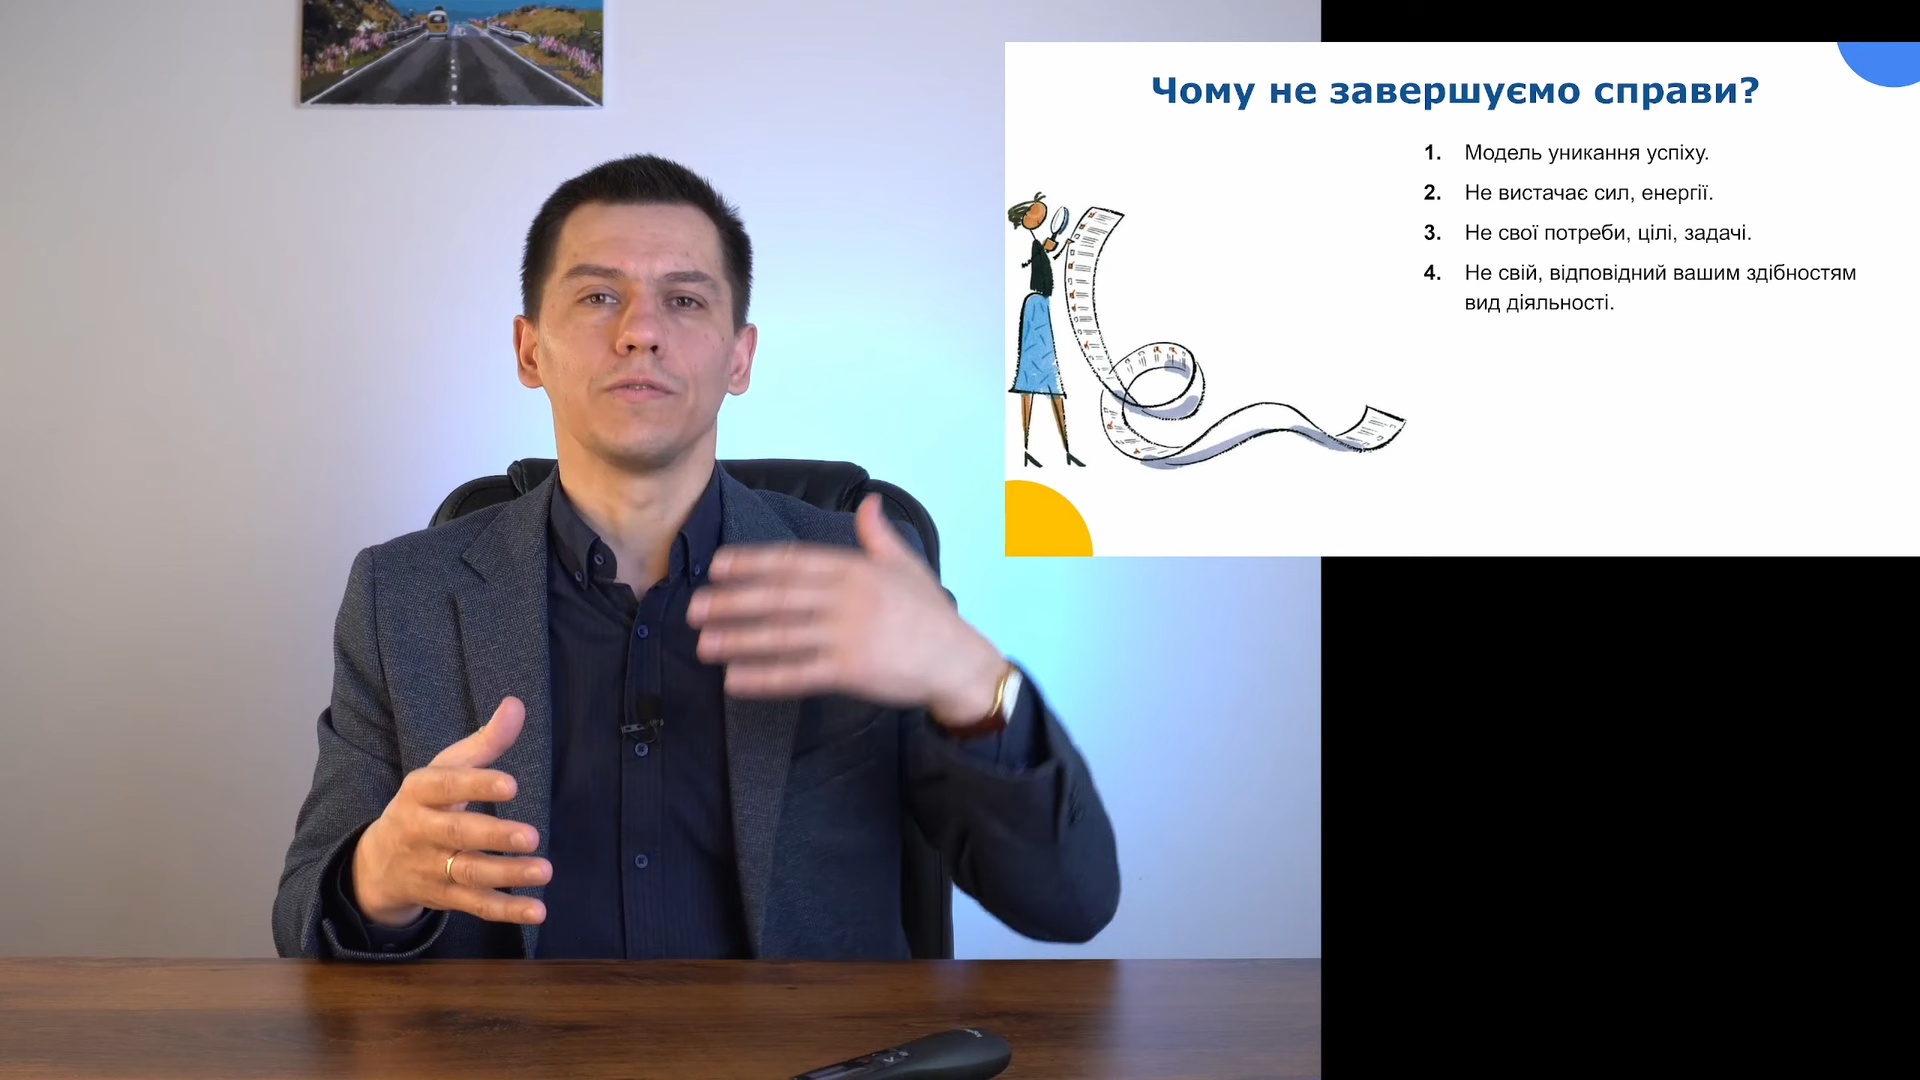 Чому не завершуємо справи?
1. Модель уникання успіху.
2. Не вистачає сил, енергії.
3. Не свої потреби, цілі, задачі.
4. Не свій, відповідний вашим здібностям
вид діяльності.